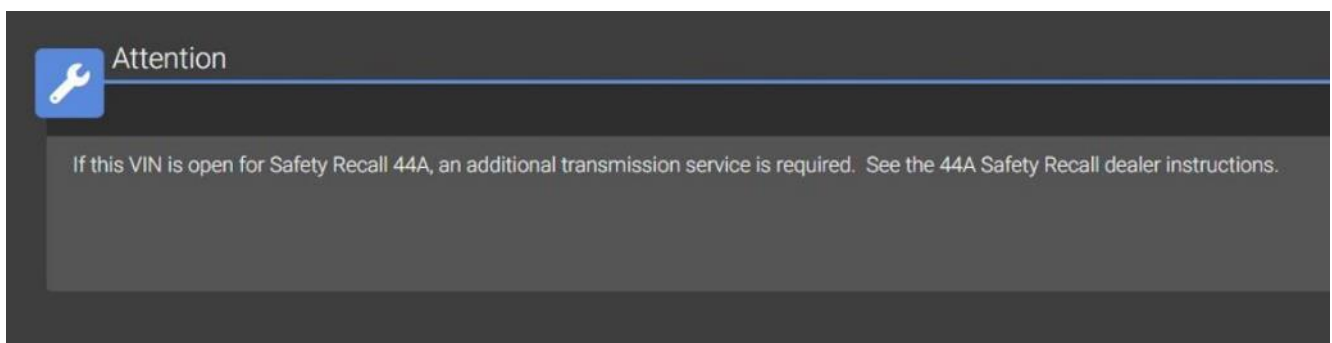 Attention
If this VIN is open for Safety Recall 44A, an additional transmission service is required.  See the 44A Safety Recall dealer instructions.